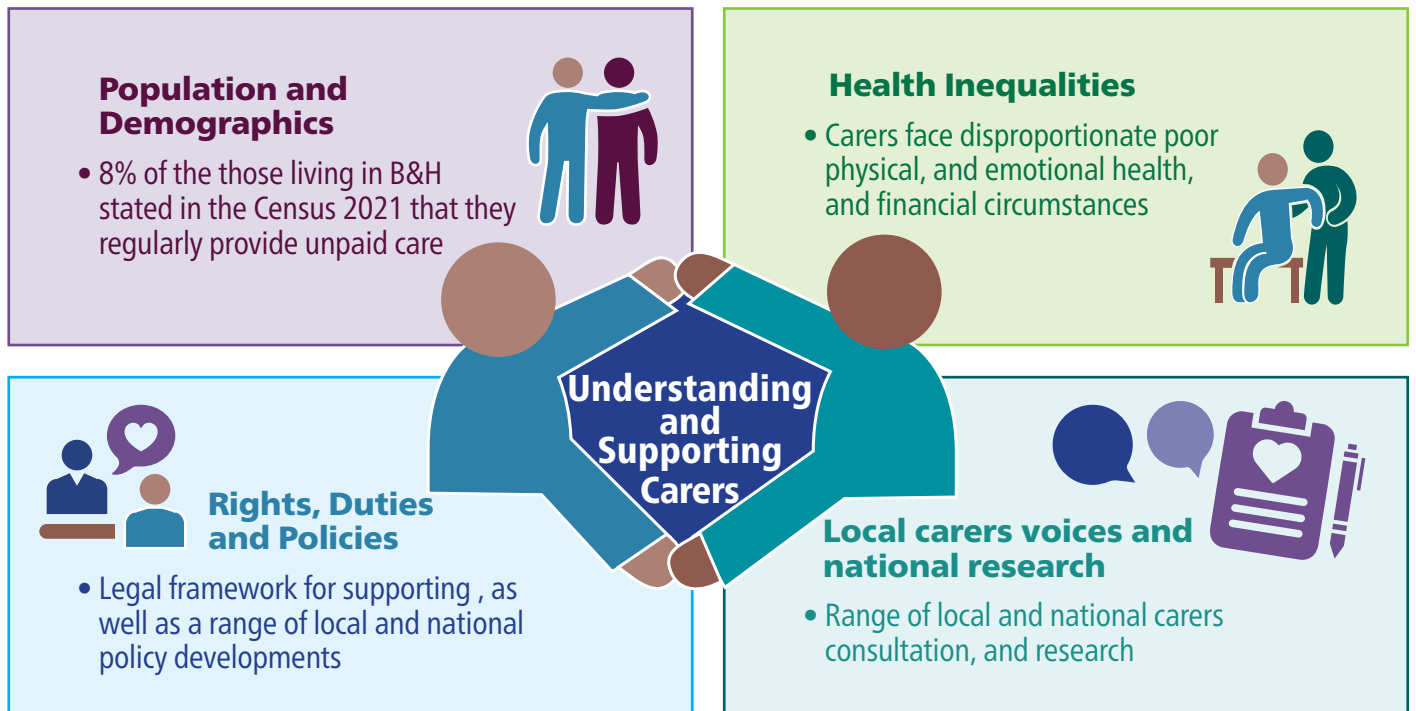 Population and
Demographics
• 8% of the those living in B&H
stated in the Census 2021 that they
regularly provide unpaid care
Health Inequalities
• Carers face disproportionate poor
physical, and emotional health,
and financial circumstances
Understanding
and
Supporting
Carers
Rights, Duties
and Policies
• Legal framework for supporting , as
well as a range of local and national
policy developments
Local carers voices and
national research
• Range of local and national carers
consultation, and research